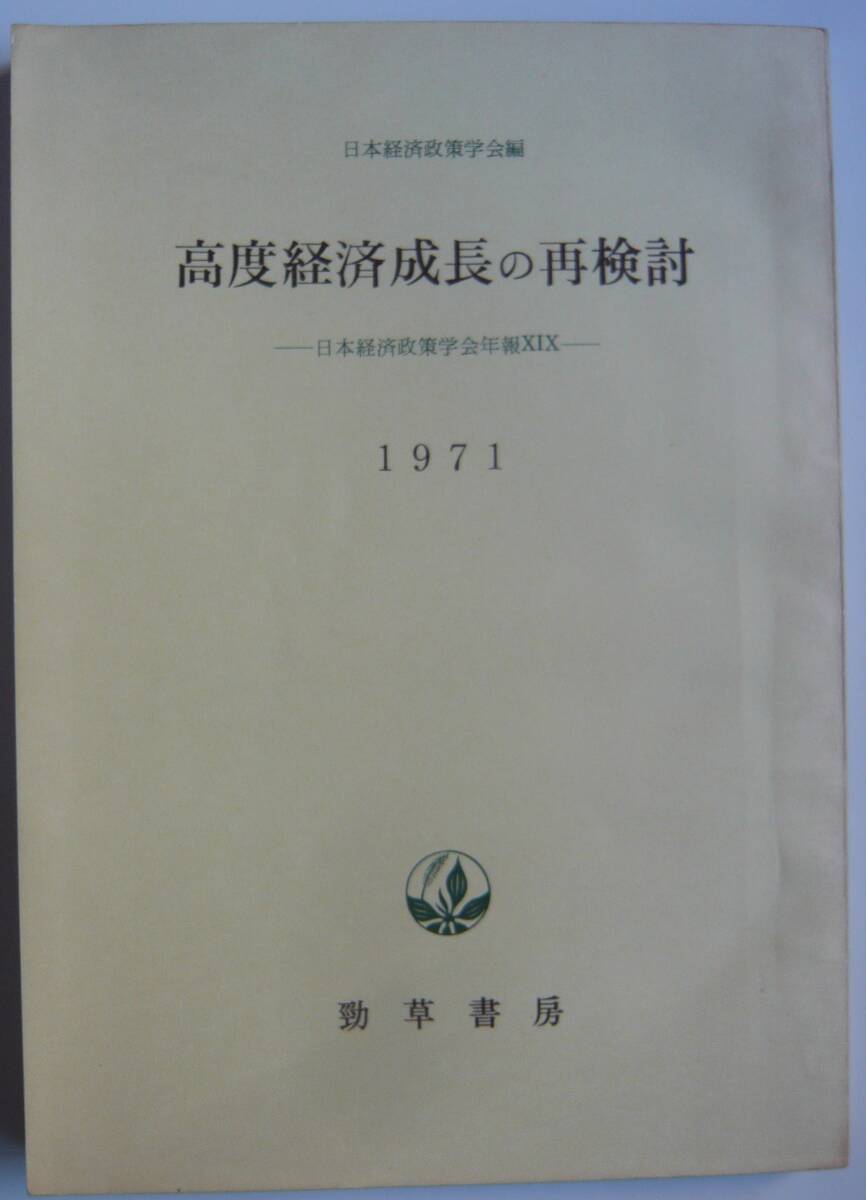 日本経済政策学会編
高度経済成長の再検討
——日本経済政策学会年報XIX——
1971
勁草書房